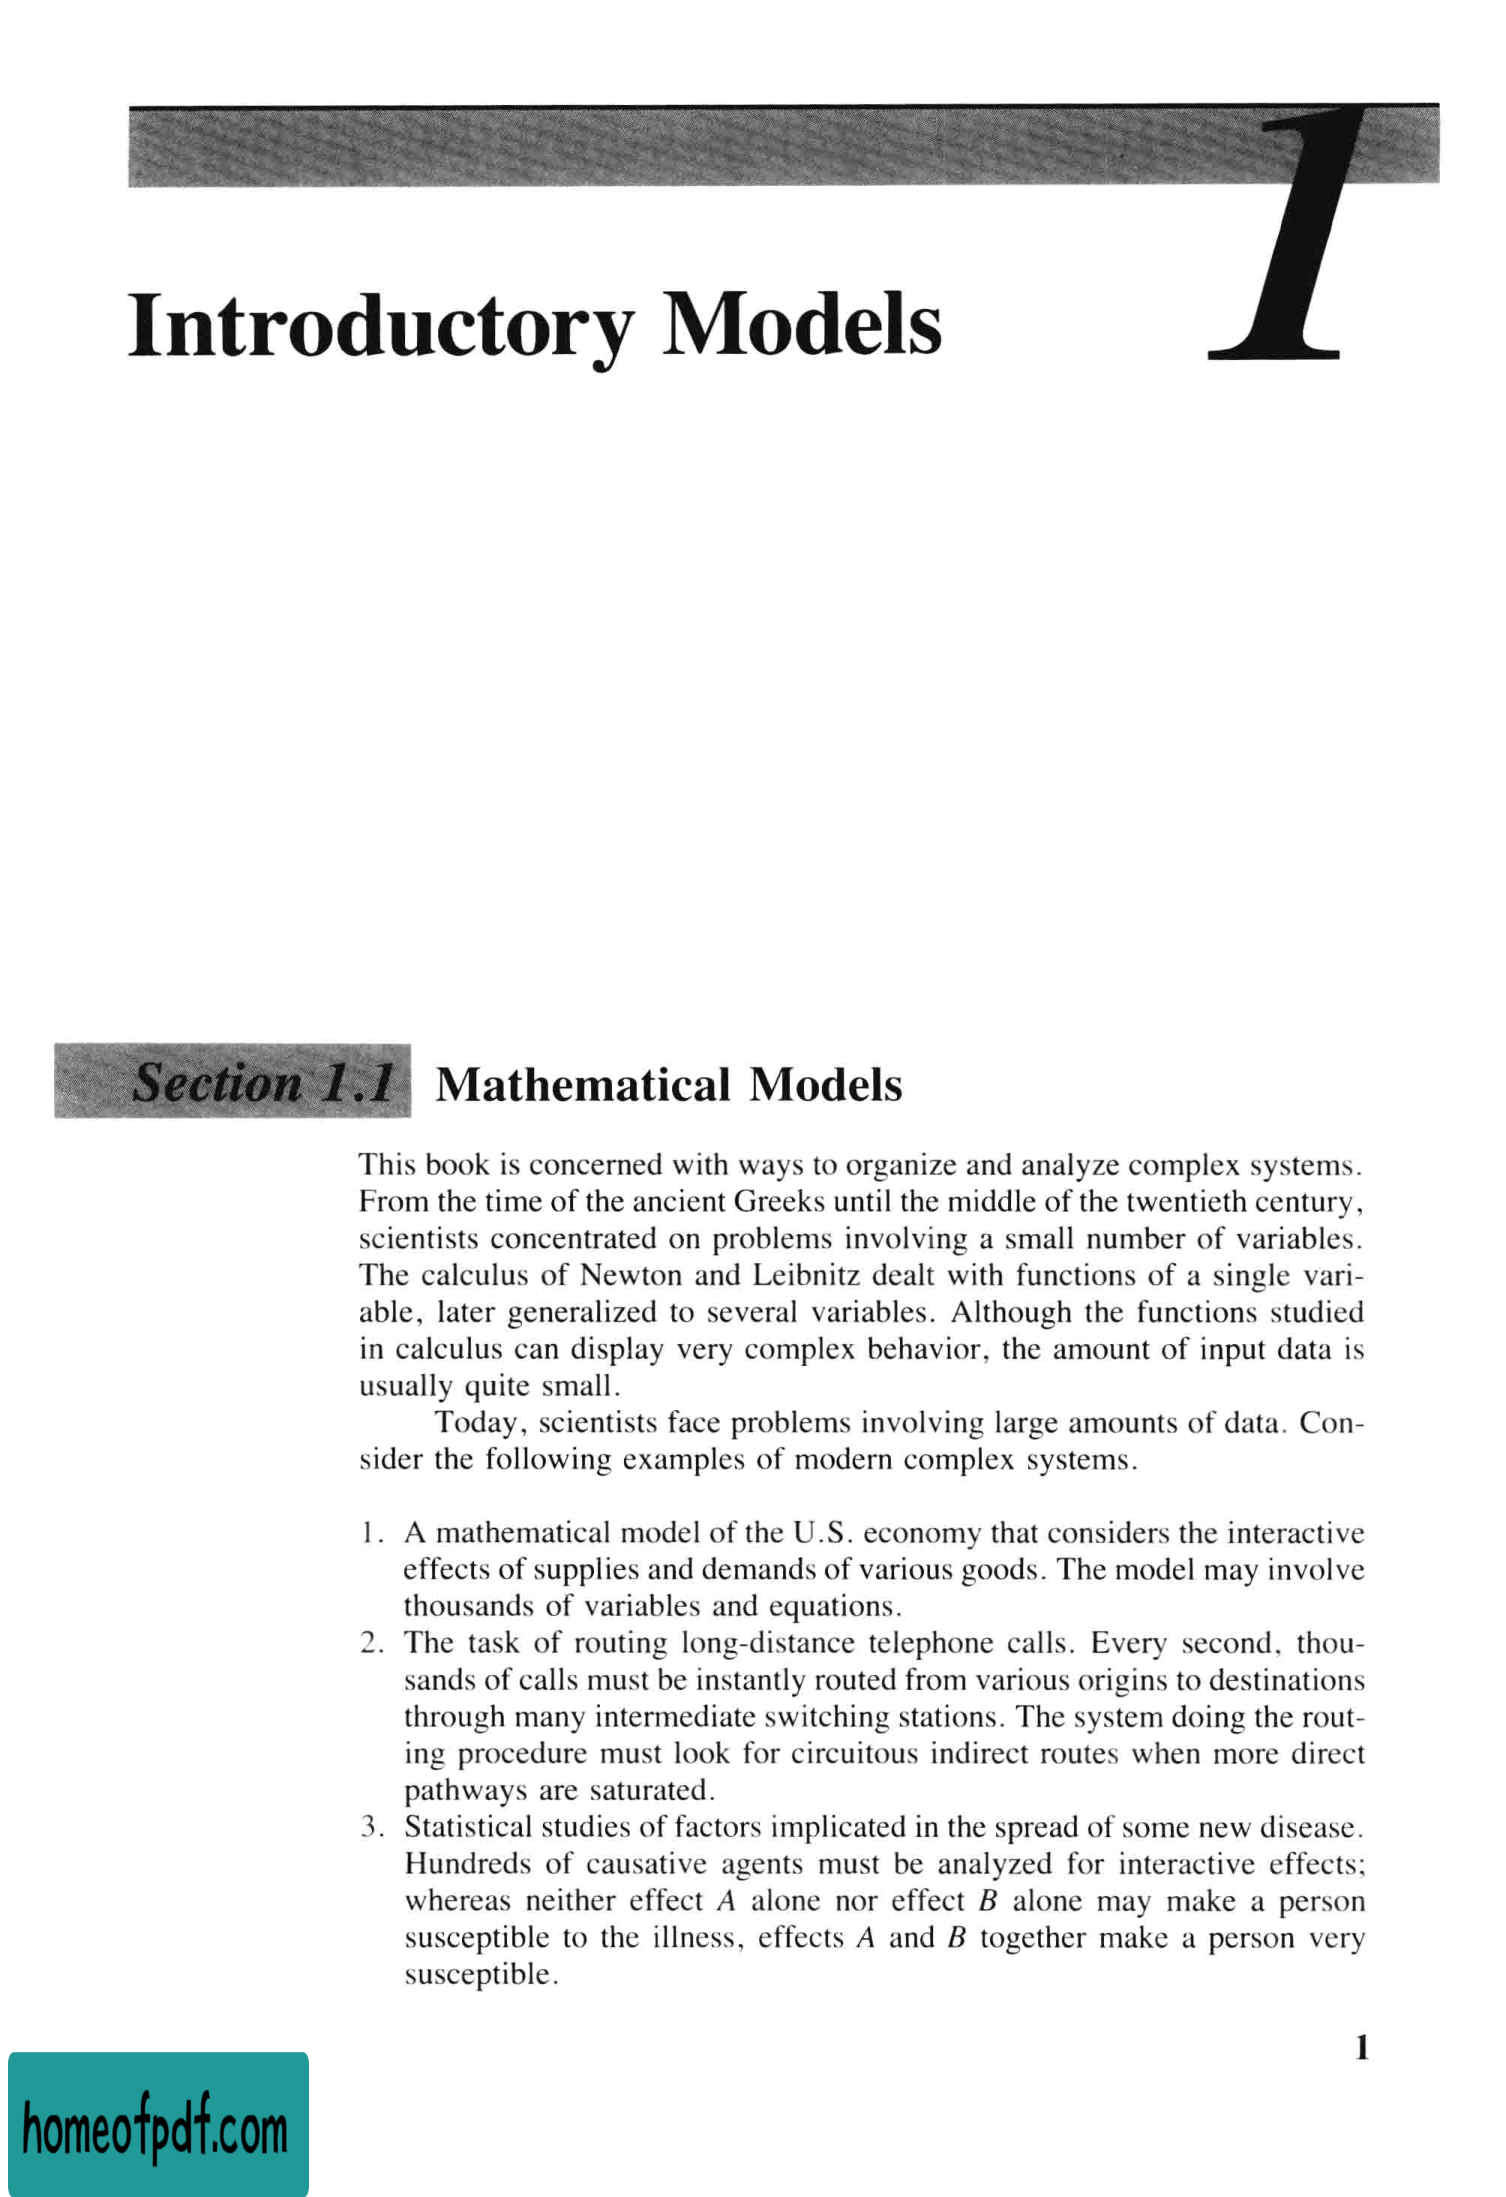 1
Introductory Models
Section 1.1 Mathematical Models
This book is concerned with ways to organize and analyze complex systems.
From the time of the ancient Greeks until the middle of the twentieth century,
scientists concentrated on problems involving a small number of variables.
The calculus of Newton and Leibnitz dealt with functions of a single vari-
able, later generalized to several variables. Although the functions studied
in calculus can display very complex behavior, the amount of input data is
usually quite small.
Today, scientists face problems involving large amounts of data. Con-
sider the following examples of modern complex systems.
1. A mathematical model of the U.S. economy that considers the interactive
effects of supplies and demands of various goods. The model may involve
thousands of variables and equations.
2. The task of routing long-distance telephone calls. Every second, thou-
sands of calls must be instantly routed from various origins to destinations
through many intermediate switching stations. The system doing the rout-
ing procedure must look for circuitous indirect routes when more direct
pathways are saturated.
3. Statistical studies of factors implicated in the spread of some new disease.
Hundreds of causative agents must be analyzed for interactive effects;
whereas neither effect A alone nor effect B alone may make a person
susceptible to the illness, effects A and B together make a person very
susceptible.
1
homeofpdf.com